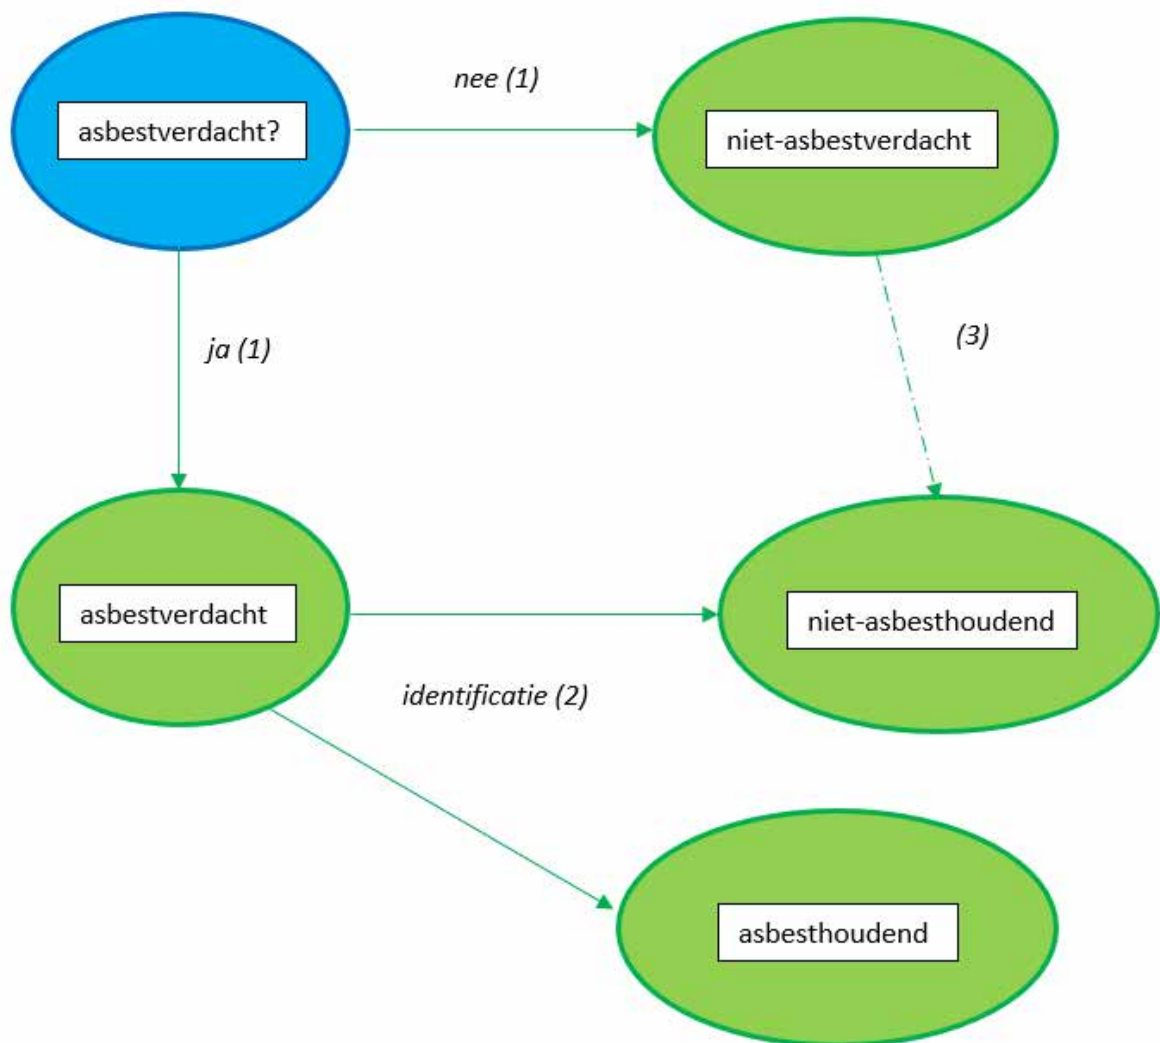 asbestverdacht?
nee (1)
niet-asbestverdacht
ja (1)
(3)
asbestverdacht
niet-asbesthoudend
identificatie (2)
asbesthoudend